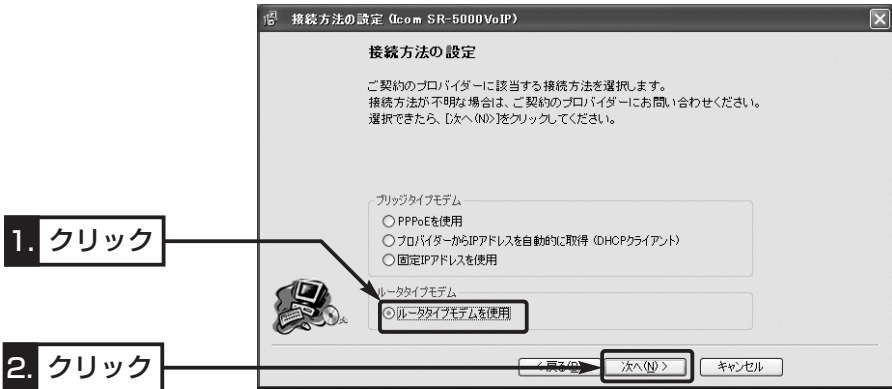 接続方法の設定 (Icom SR-5000VoIP)
接続方法の設定
ご契約のプロバイダーに該当する接続方法を選択します。
接続方法が不明な場合は、ご契約のプロバイダーにお問い合わせください。
選択できたら、[次へ(N)>]をクリックしてください。
ブリッジタイプモデム
PPPoEを使用
プロバイダーからIPアドレスを自動的に取得 (DHCPクライアント)
固定IPアドレスを使用
1. クリック
ルータタイプモデム
ルータタイプモデムを使用
2. クリック
< 戻る(B)
次へ(N) >
キャンセル